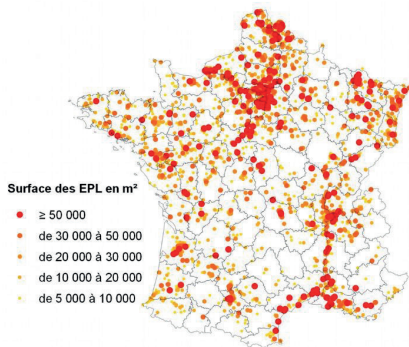 Surface des EPL en m²
≥ 50 000
de 30 000 à 50 000
de 20 000 à 30 000
de 10 000 à 20 000
de 5 000 à 10 000